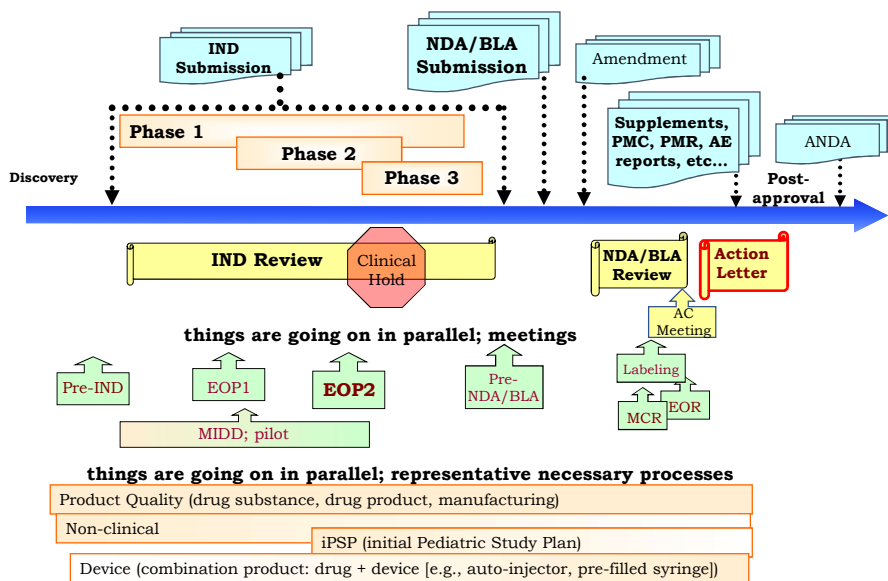 IND
Submission
NDA/BLA
Submission
Amendment
Supplements,
PMC, PMR, AE
reports, etc...
ANDA
Phase 1
Phase 2
Phase 3
Discovery
Post-
approval
IND Review
Clinical
Hold
NDA/BLA
Review
Action
Letter
AC
Meeting
things are going on in parallel; meetings
Pre-IND
EOP1
EOP2
Pre-
NDA/BLA
Labeling
MCR
EOR
MIDD; pilot
things are going on in parallel; representative necessary processes
Product Quality (drug substance, drug product, manufacturing)
Non-clinical
iPSP (initial Pediatric Study Plan)
Device (combination product: drug + device [e.g., auto-injector, pre-filled syringe])